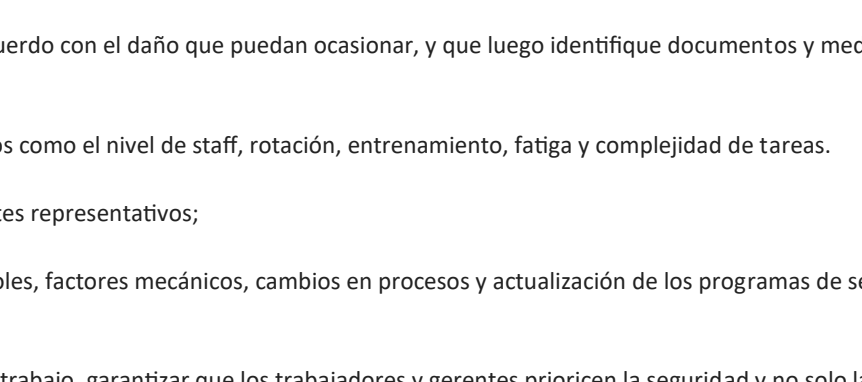 uerdo con el daño que puedan ocasionar, y que luego identifique documentos y med
os como el nivel de staff, rotación, entrenamiento, fatiga y complejidad de tareas.
tes representativos;
oles, factores mecánicos, cambios en procesos y actualización de los programas de se
trabajo, garantizar que los trabajadores y gerentes prioricen la seguridad y no solo la